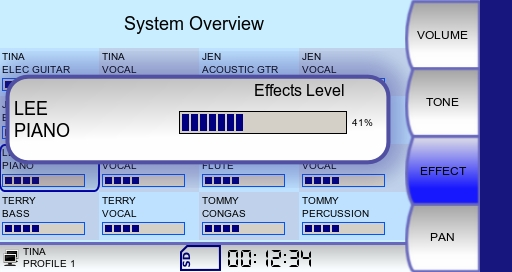 System Overview
TINA
ELEC GUITAR
TINA
VOCAL
JEN
ACOUSTIC GTR
JEN
VOCAL
Effects Level
LEE
PIANO
41%
PIANO
VOCAL
FLUTE
VOCAL
TERRY
BASS
TERRY
VOCAL
TOMMY
CONGAS
TOMMY
PERCUSSION
TINA
PROFILE 1
SD
00:12:34
VOLUME
TONE
EFFECT
PAN